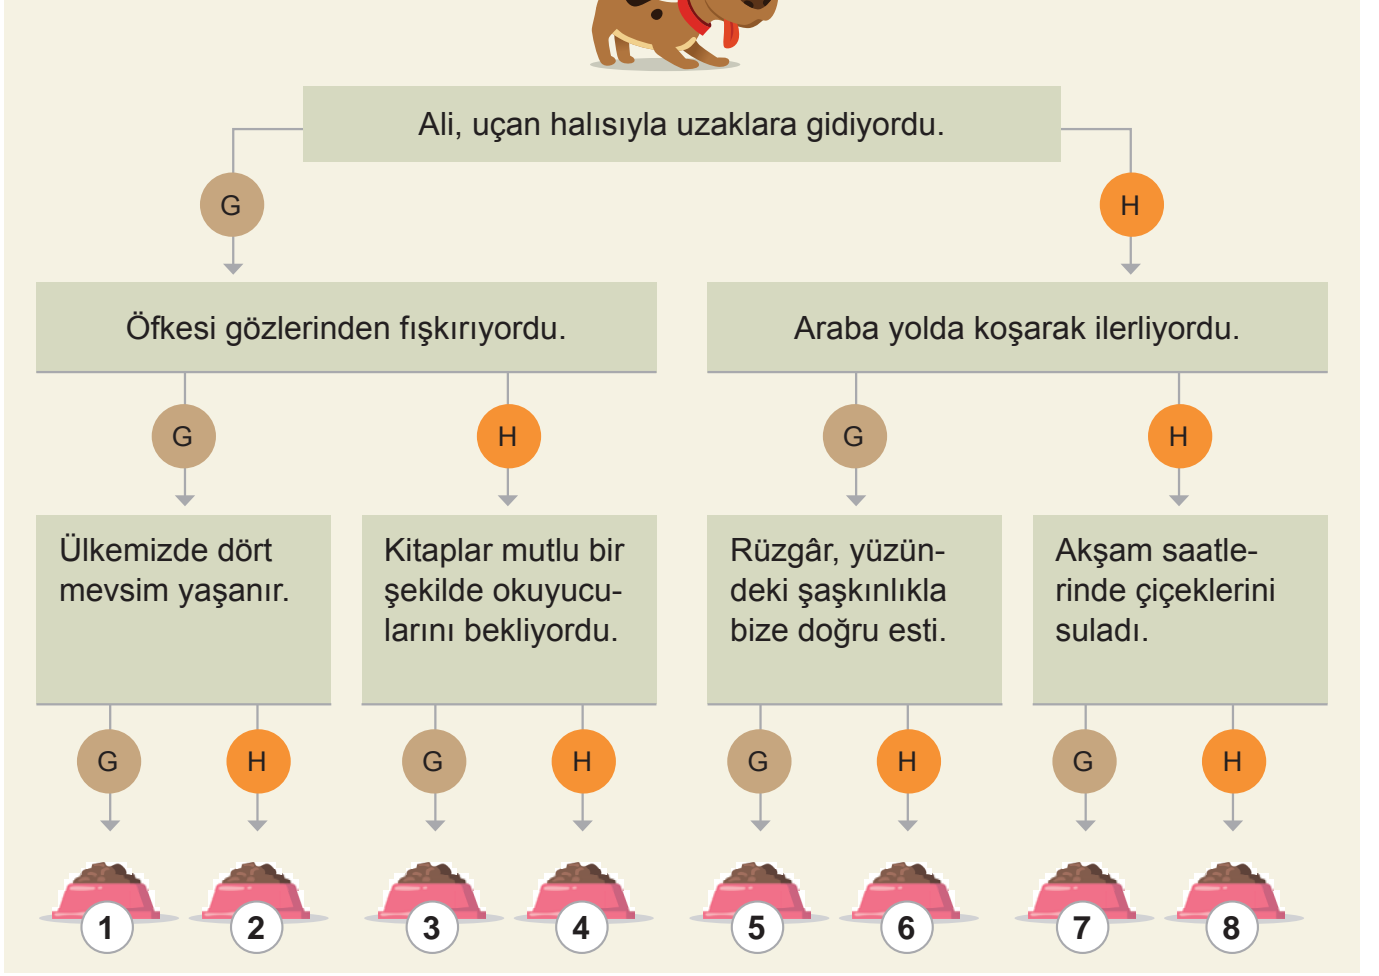 Ali, uçan halısıyla uzaklara gidiyordu.
G
H
Öfkesi gözlerinden fışkırıyordu.
Araba yolda koşarak ilerliyordu.
G
H
G
H
Ülkemizde dört
mevsim yaşanır.
Kitaplar mutlu bir
şekilde okuyucu-
larını bekliyordu.
Rüzgâr, yüzün-
deki şaşkınlıkla
bize doğru esti.
Akşam saatle-
rinde çiçeklerini
suladı.
G
H
G
H
G
H
G
H
1
2
3
4
5
6
7
8